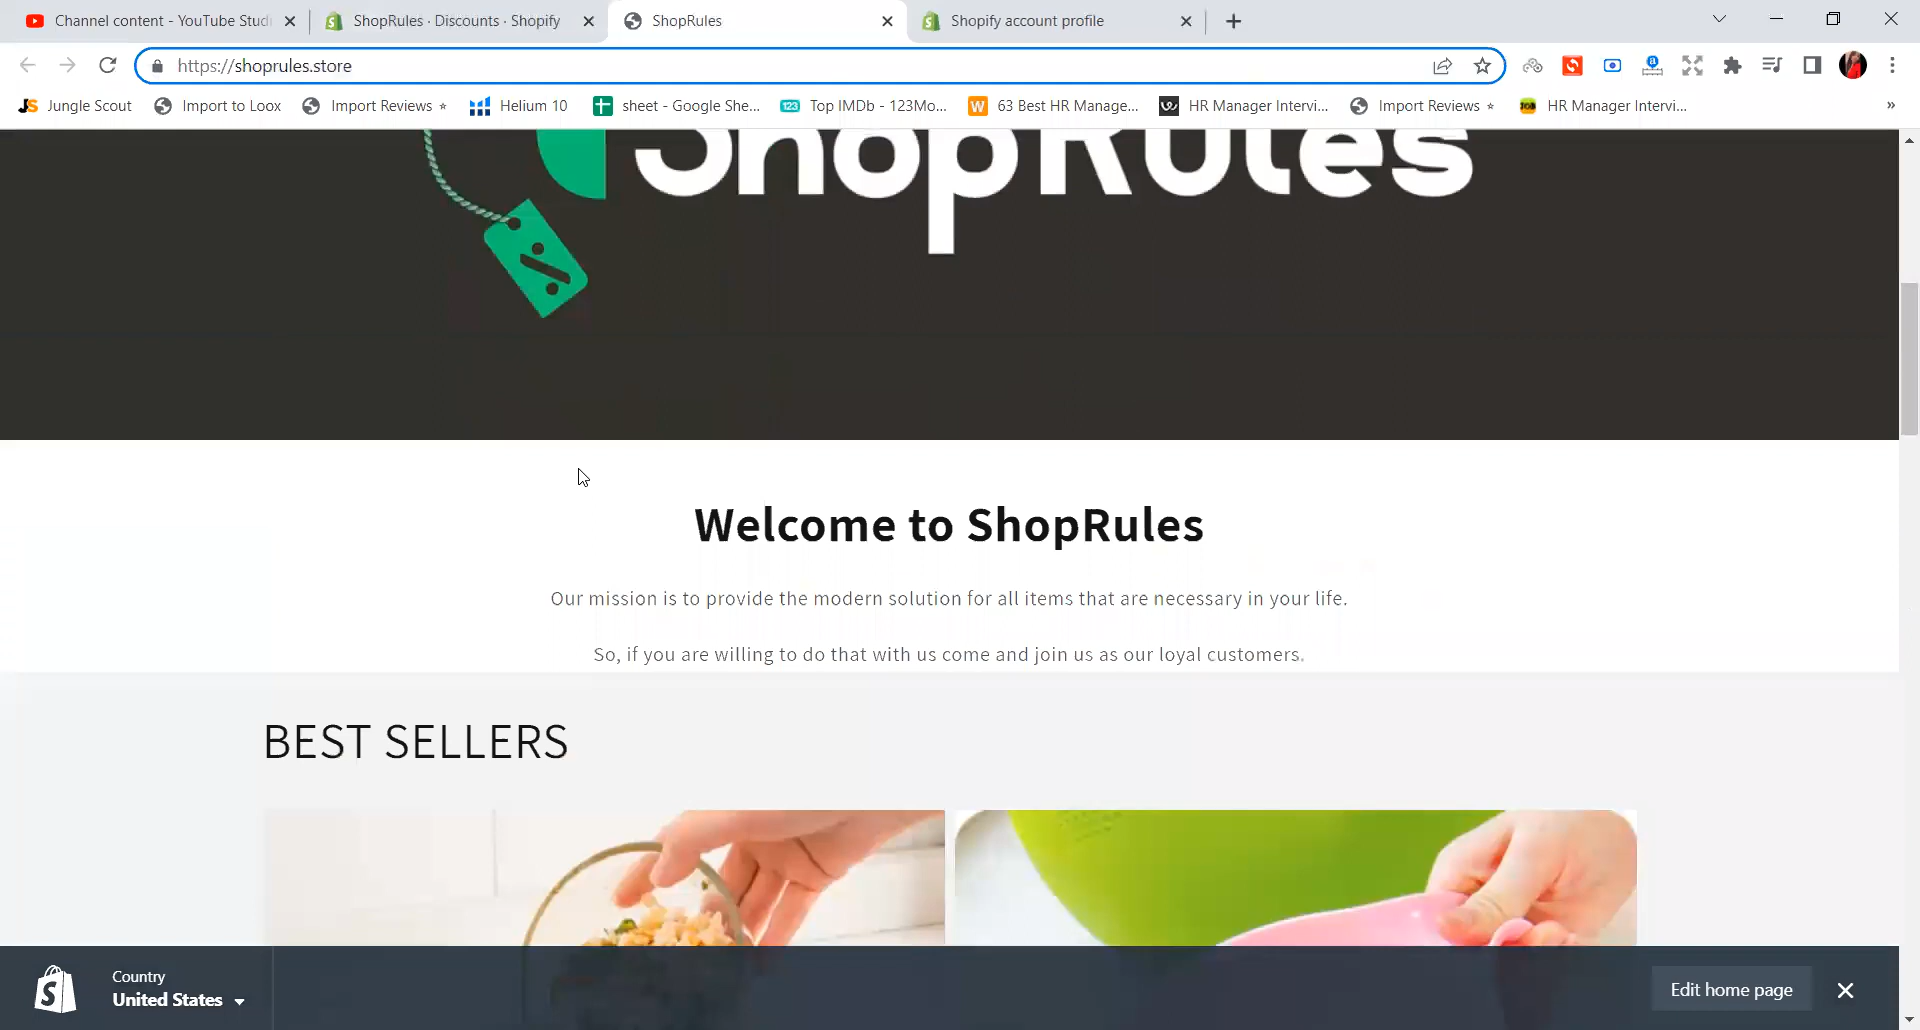 Channel content - YouTube Studi
ShopRules · Discounts · Shopify
ShopRules
Shopify account profile
https://shoprules.store
JS Jungle Scout
Import to Loox
Import Reviews
Helium 10
sheet - Google She...
123 Top IMDb - 123Mo...
W 63 Best HR Manage...
HR Manager Intervi...
Import Reviews
HR Manager Intervi...
»
ShopRules
Welcome to ShopRules
Our mission is to provide the modern solution for all items that are necessary in your life.
So, if you are willing to do that with us come and join us as our loyal customers.
BEST SELLERS
Country
United States
Edit home page